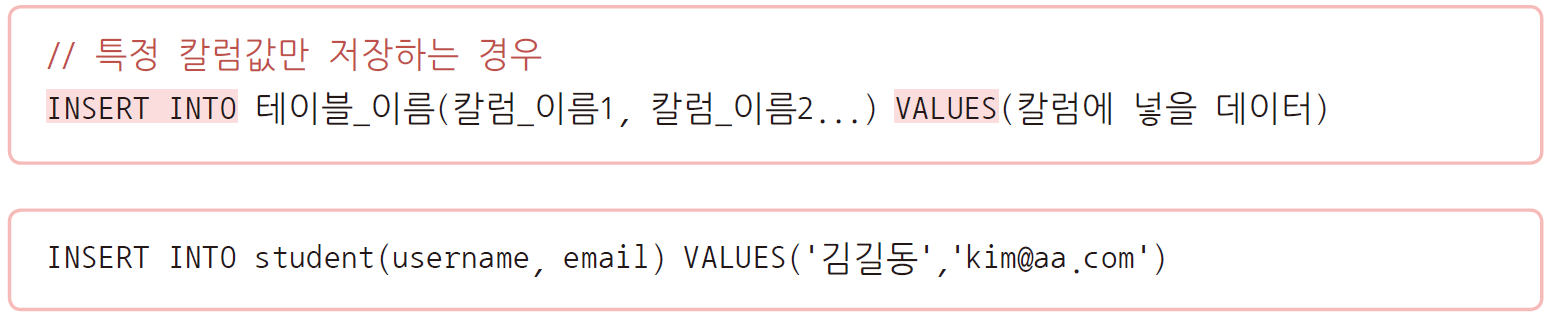 // 특정 칼럼값만 저장하는 경우
INSERT INTO 테이블_이름(칼럼_이름1, 칼럼_이름2...) VALUES(칼럼에 넣을 데이터)
INSERT INTO student(username, email) VALUES('김길동','kim@aa.com')